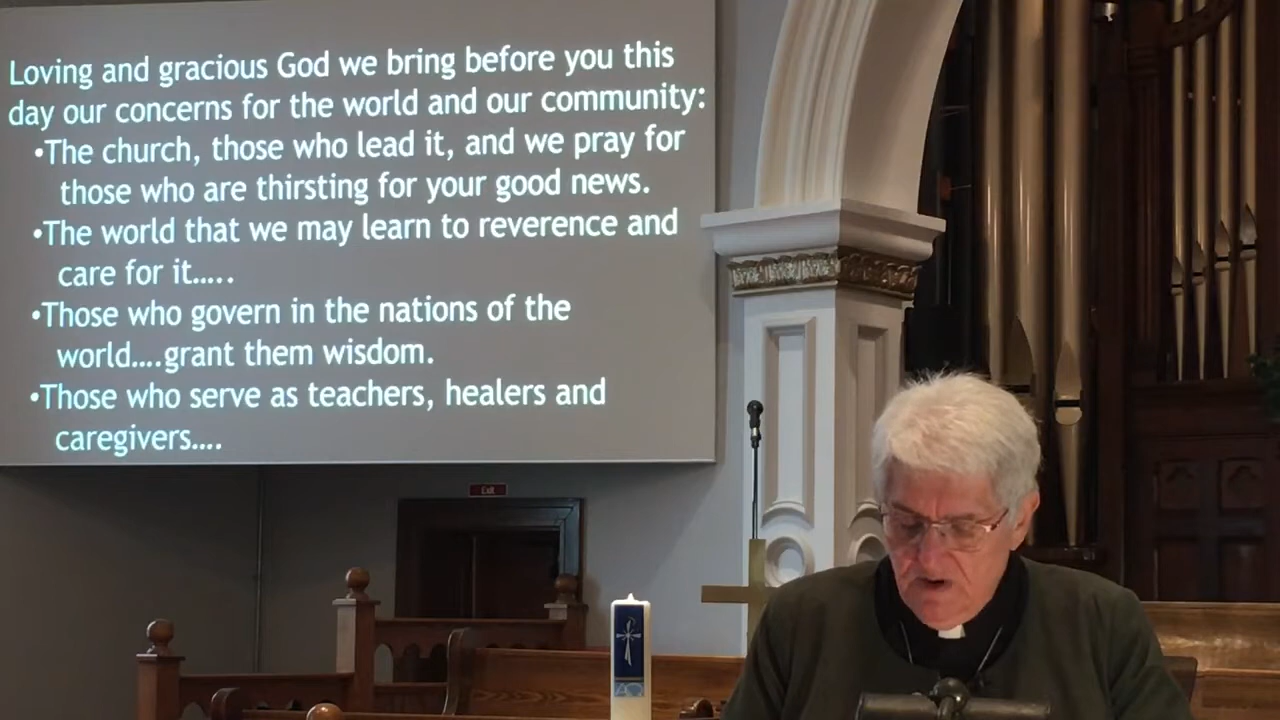 Loving and gracious God we bring before you this
day our concerns for the world and our community:
•The church, those who lead it, and we pray for
those who are thirsting for your good news.
•The world that we may learn to reverence and
care for it.....
•Those who govern in the nations of the
world....grant them wisdom.
•Those who serve as teachers, healers and
caregivers....
Exit
ΑΩ